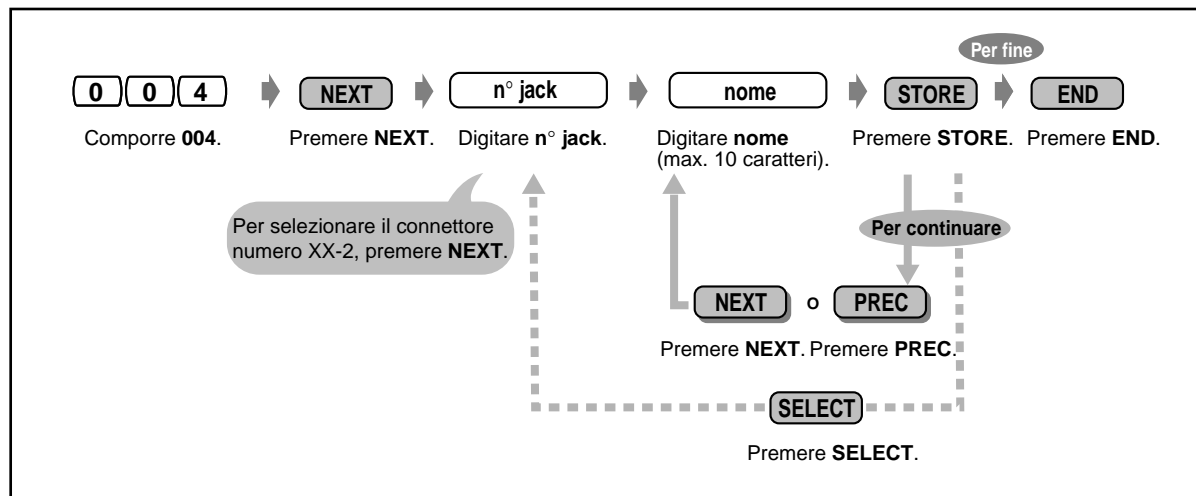 Per fine
0 0 4 NEXT n° jack nome STORE END
Comporre 004. Premere NEXT. Digitare n° jack. Digitare nome Premere STORE. Premere END.
(max. 10 caratteri).
Per selezionare il connettore
numero XX-2, premere NEXT.
Per continuare
NEXT o PREC
Premere NEXT. Premere PREC.
SELECT
Premere SELECT.